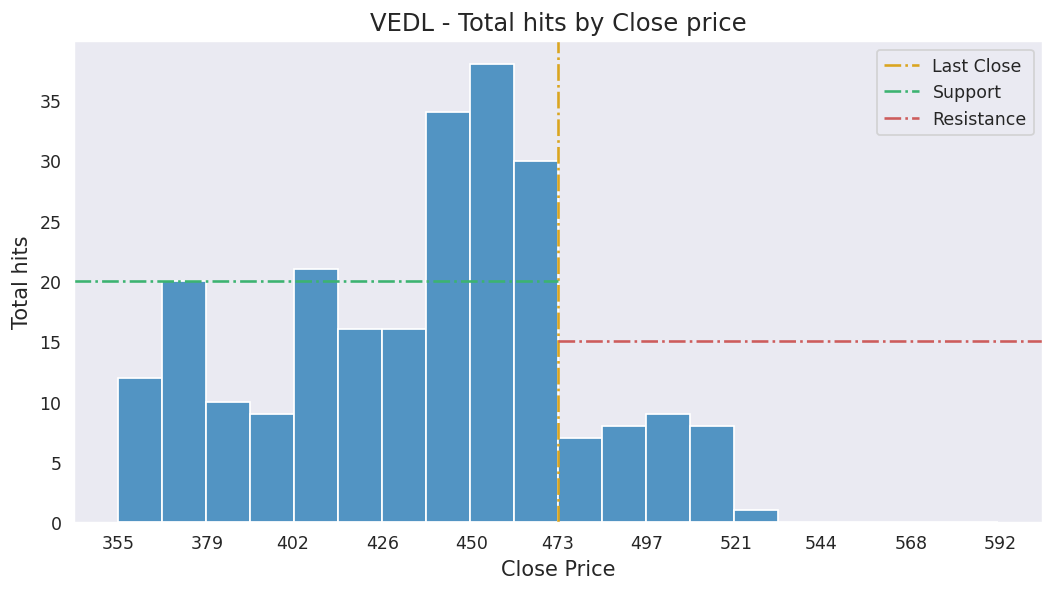 VEDL - Total hits by Close price
Last Close
Support
Resistance
Total hits
35
30
25
20
15
10
5
0
355 379 402 426 450 473 497 521 544 568 592
Close Price